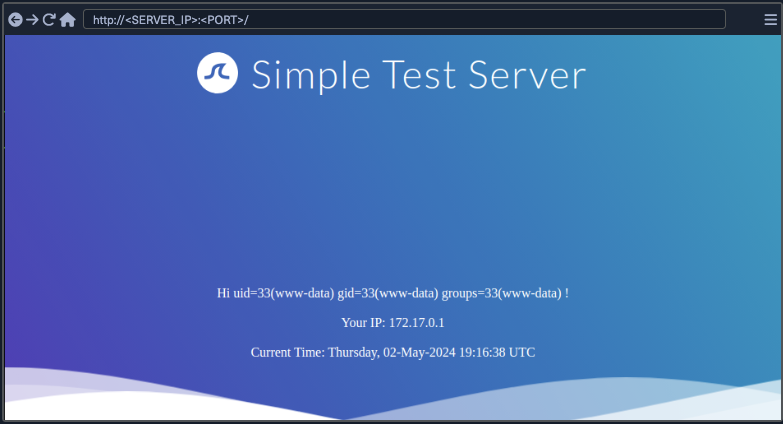 http://<SERVER_IP>:<PORT>/
Simple Test Server
Hi uid=33(www-data) gid=33(www-data) groups=33(www-data) !
Your IP: 172.17.0.1
Current Time: Thursday, 02-May-2024 19:16:38 UTC